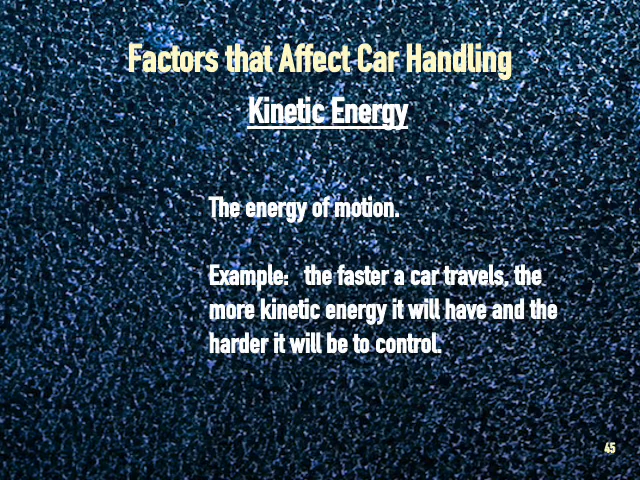 Factors that Affect Car Handling
Kinetic Energy
The energy of motion.
Example:   the faster a car travels, the
more kinetic energy it will have and the
harder it will be to control.
45